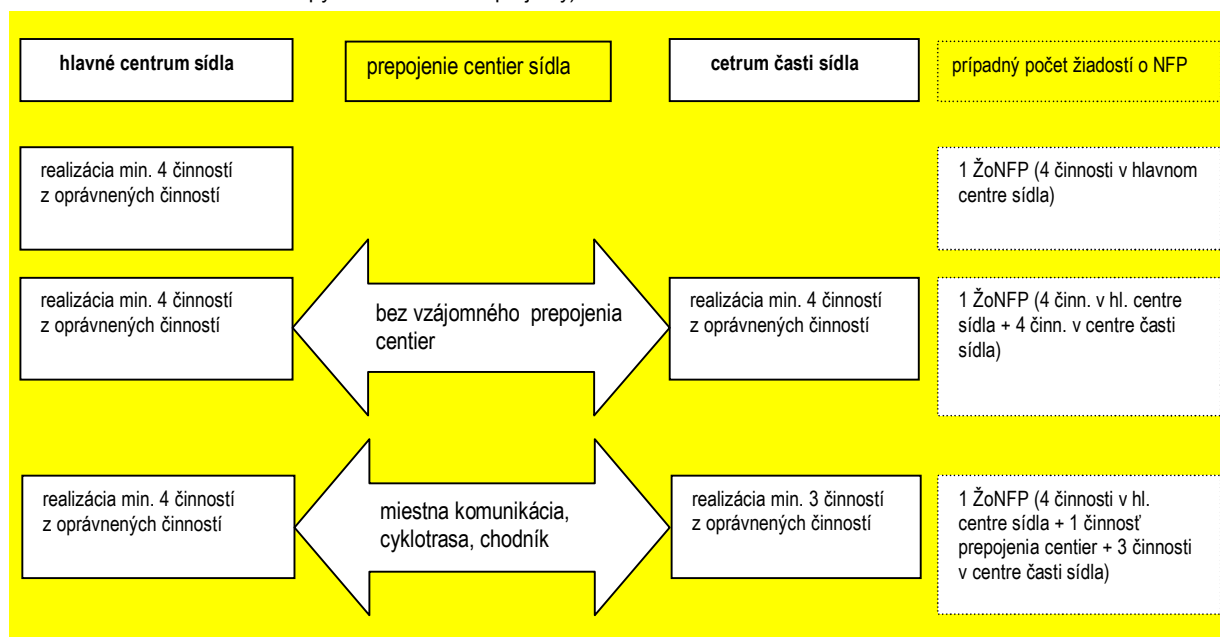 hlavné centrum sídla
prepojenie centier sídla
cetrum časti sídla
prípadný počet žiadostí o NFP
realizácia min. 4 činností
z oprávnených činností
1 ŽoNFP (4 činnosti v hlavnom
centre sídla)
realizácia min. 4 činností
z oprávnených činností
bez vzájomného prepojenia
centier
realizácia min. 4 činností
z oprávnených činností
1 ŽoNFP (4 činn. v hl. centre
sídla + 4 činn. v centre časti
sídla)
realizácia min. 4 činností
z oprávnených činností
miestna komunikácia,
cyklotrasa, chodník
realizácia min. 3 činností
z oprávnených činností
1 ŽoNFP (4 činnosti v hl.
centre sídla + 1 činnosť
prepojenia centier + 3 činnosti
v centre časti sídla)